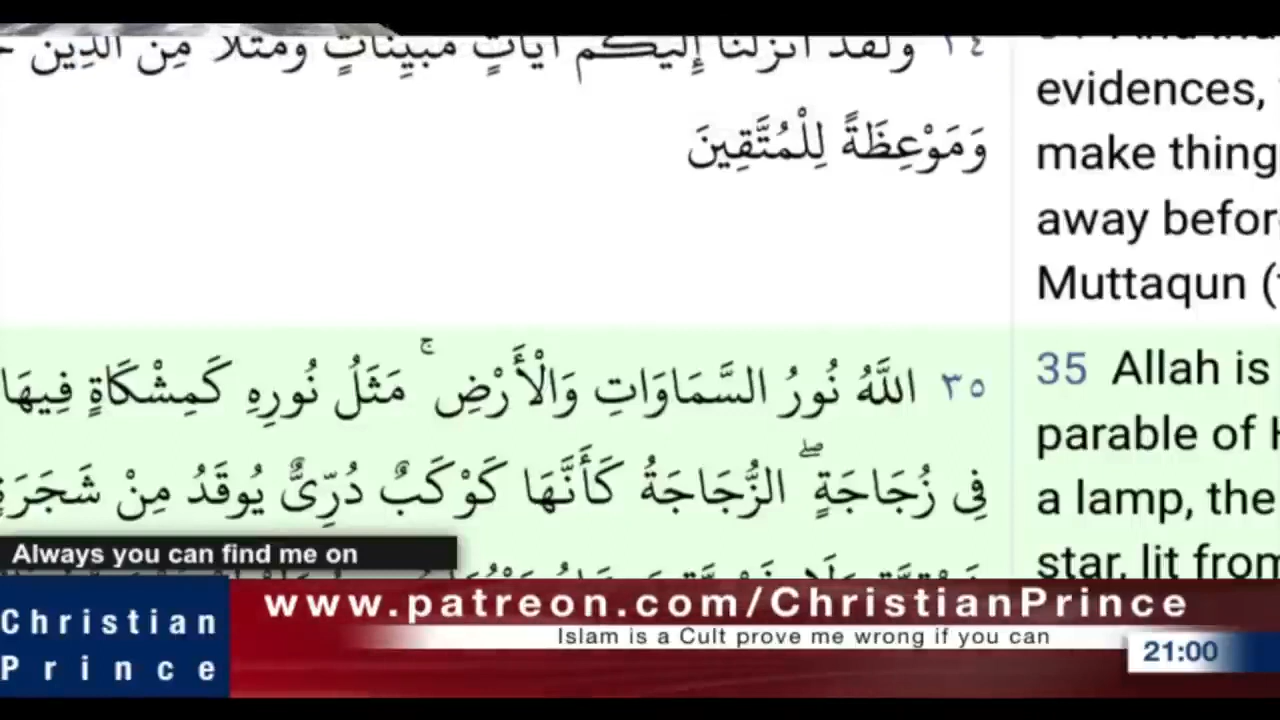 ٣٤ ولقد أنزلنا إليكم آيات مبينات ومثلا من الذين
وَمَوْعِظَةً لِلْمُتَّقِينَ
evidences,
make thing
away befor
Muttaqun (
٣٥ اللَّهُ نُورُ السَّمَاوَاتِ وَالْأَرْضِ ۚ مَثَلُ نُورِهِ كَمِشْكَاةٍ فِيهَا
فِي زُجَاجَةٍ ۖ الزُّجَاجَةُ كَأَنَّهَا كَوْكَبٌ دُرِّيٌّ يُوقَدُ مِنْ شَجَرَةٍ
35 Allah is
parable of H
a lamp, the
star, lit from
Always you can find me on
www.patreon.com/ChristianPrince
Islam is a Cult prove me wrong if you can
Christian
Prince
21:00